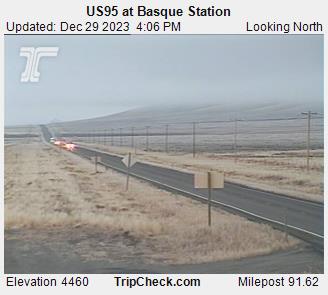 US95 at Basque Station
Updated: Dec 29 2023 4:06 PM Looking North
Elevation 4460 TripCheck.com Milepost 91.62